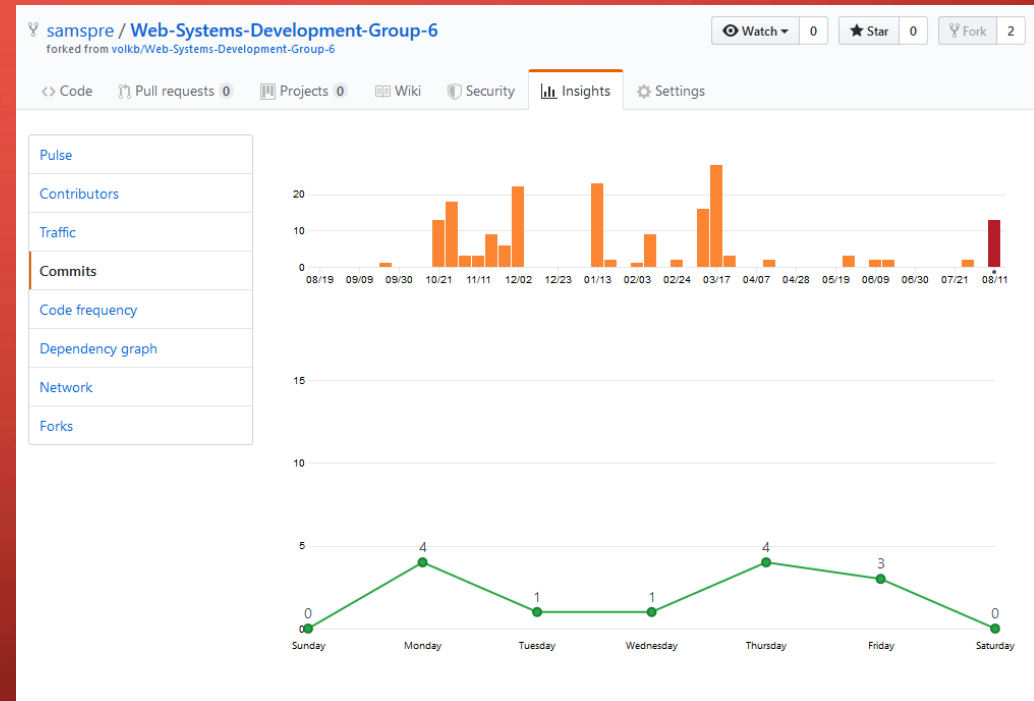 samspre / Web-Systems-Development-Group-6
forked from volkb/Web-Systems-Development-Group-6
Watch 0 Star 0 Fork 2
Code Pull requests 0 Projects 0 Wiki Security Insights Settings
Pulse
Contributors
Traffic
Commits
Code frequency
Dependency graph
Network
Forks
20
10
0
08/19 09/09 09/30 10/21 11/11 12/02 12/23 01/13 02/03 02/24 03/17 04/07 04/28 05/19 06/09 06/30 07/21 08/11
15
10
5
0
0 4 1 1 4 3 0
Sunday Monday Tuesday Wednesday Thursday Friday Saturday